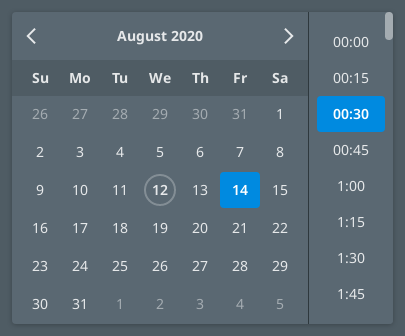 August 2020
Su Mo Tu We Th Fr Sa
26 27 28 29 30 31 1
2 3 4 5 6 7 8
9 10 11 12 13 14 15
16 17 18 19 20 21 22
23 24 25 26 27 28 29
30 31 1 2 3 4 5
00:00
00:15
00:30
00:45
1:00
1:15
1:30
1:45